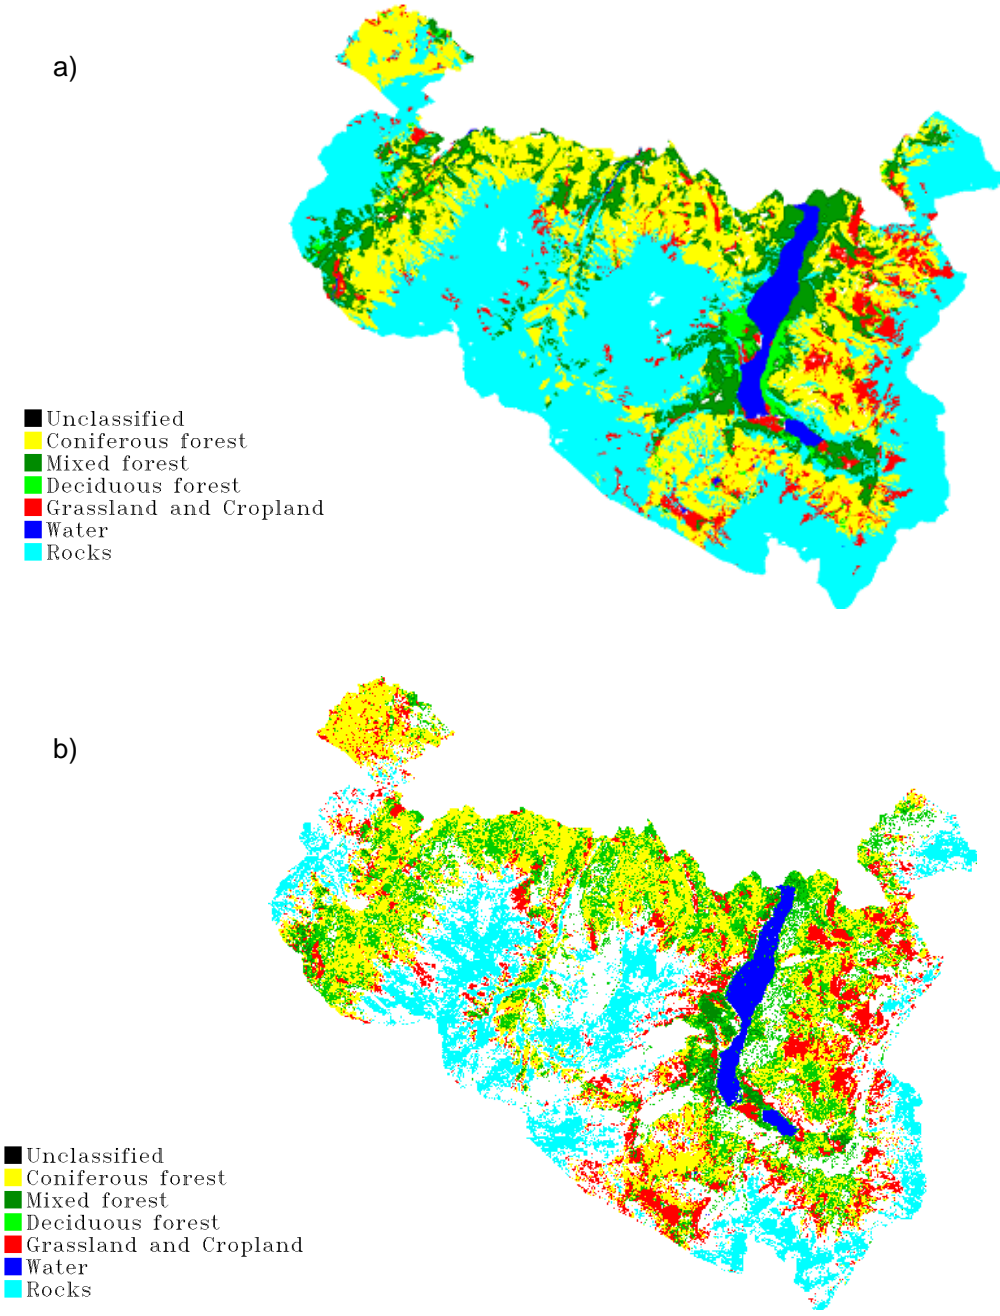 a)
Unclassified
Coniferous forest
Mixed forest
Deciduous forest
Grassland and Cropland
Water
Rocks
b)
Unclassified
Coniferous forest
Mixed forest
Deciduous forest
Grassland and Cropland
Water
Rocks